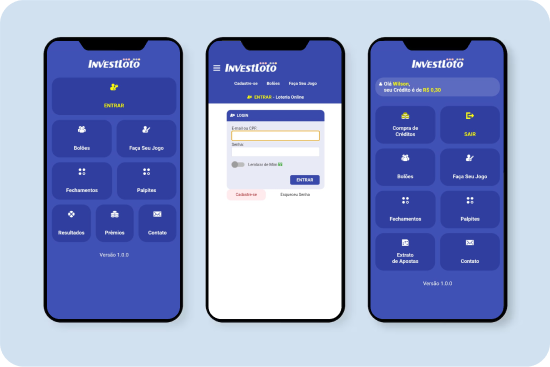 INVESTLOTO
ENTRAR
Bolões
Faça Seu Jogo
Fechamentos
Palpites
Resultados
Prêmios
Contato
Versão 1.0.0
INVESTLOTO
Cadastre-se
Bolões
Faça Seu Jogo
ENTRAR - Loteria Online
LOGIN
E-mail ou CPF:
Senha:
Lembrar de Mim
ENTRAR
Cadastre-se
Esqueceu Senha
INVESTLOTO
Olá Wilson,
seu Crédito é de R$ 0,30
Compra de
Créditos
SAIR
Bolões
Faça Seu Jogo
Fechamentos
Palpites
Extrato
de Apostas
Contato
Versão 1.0.0